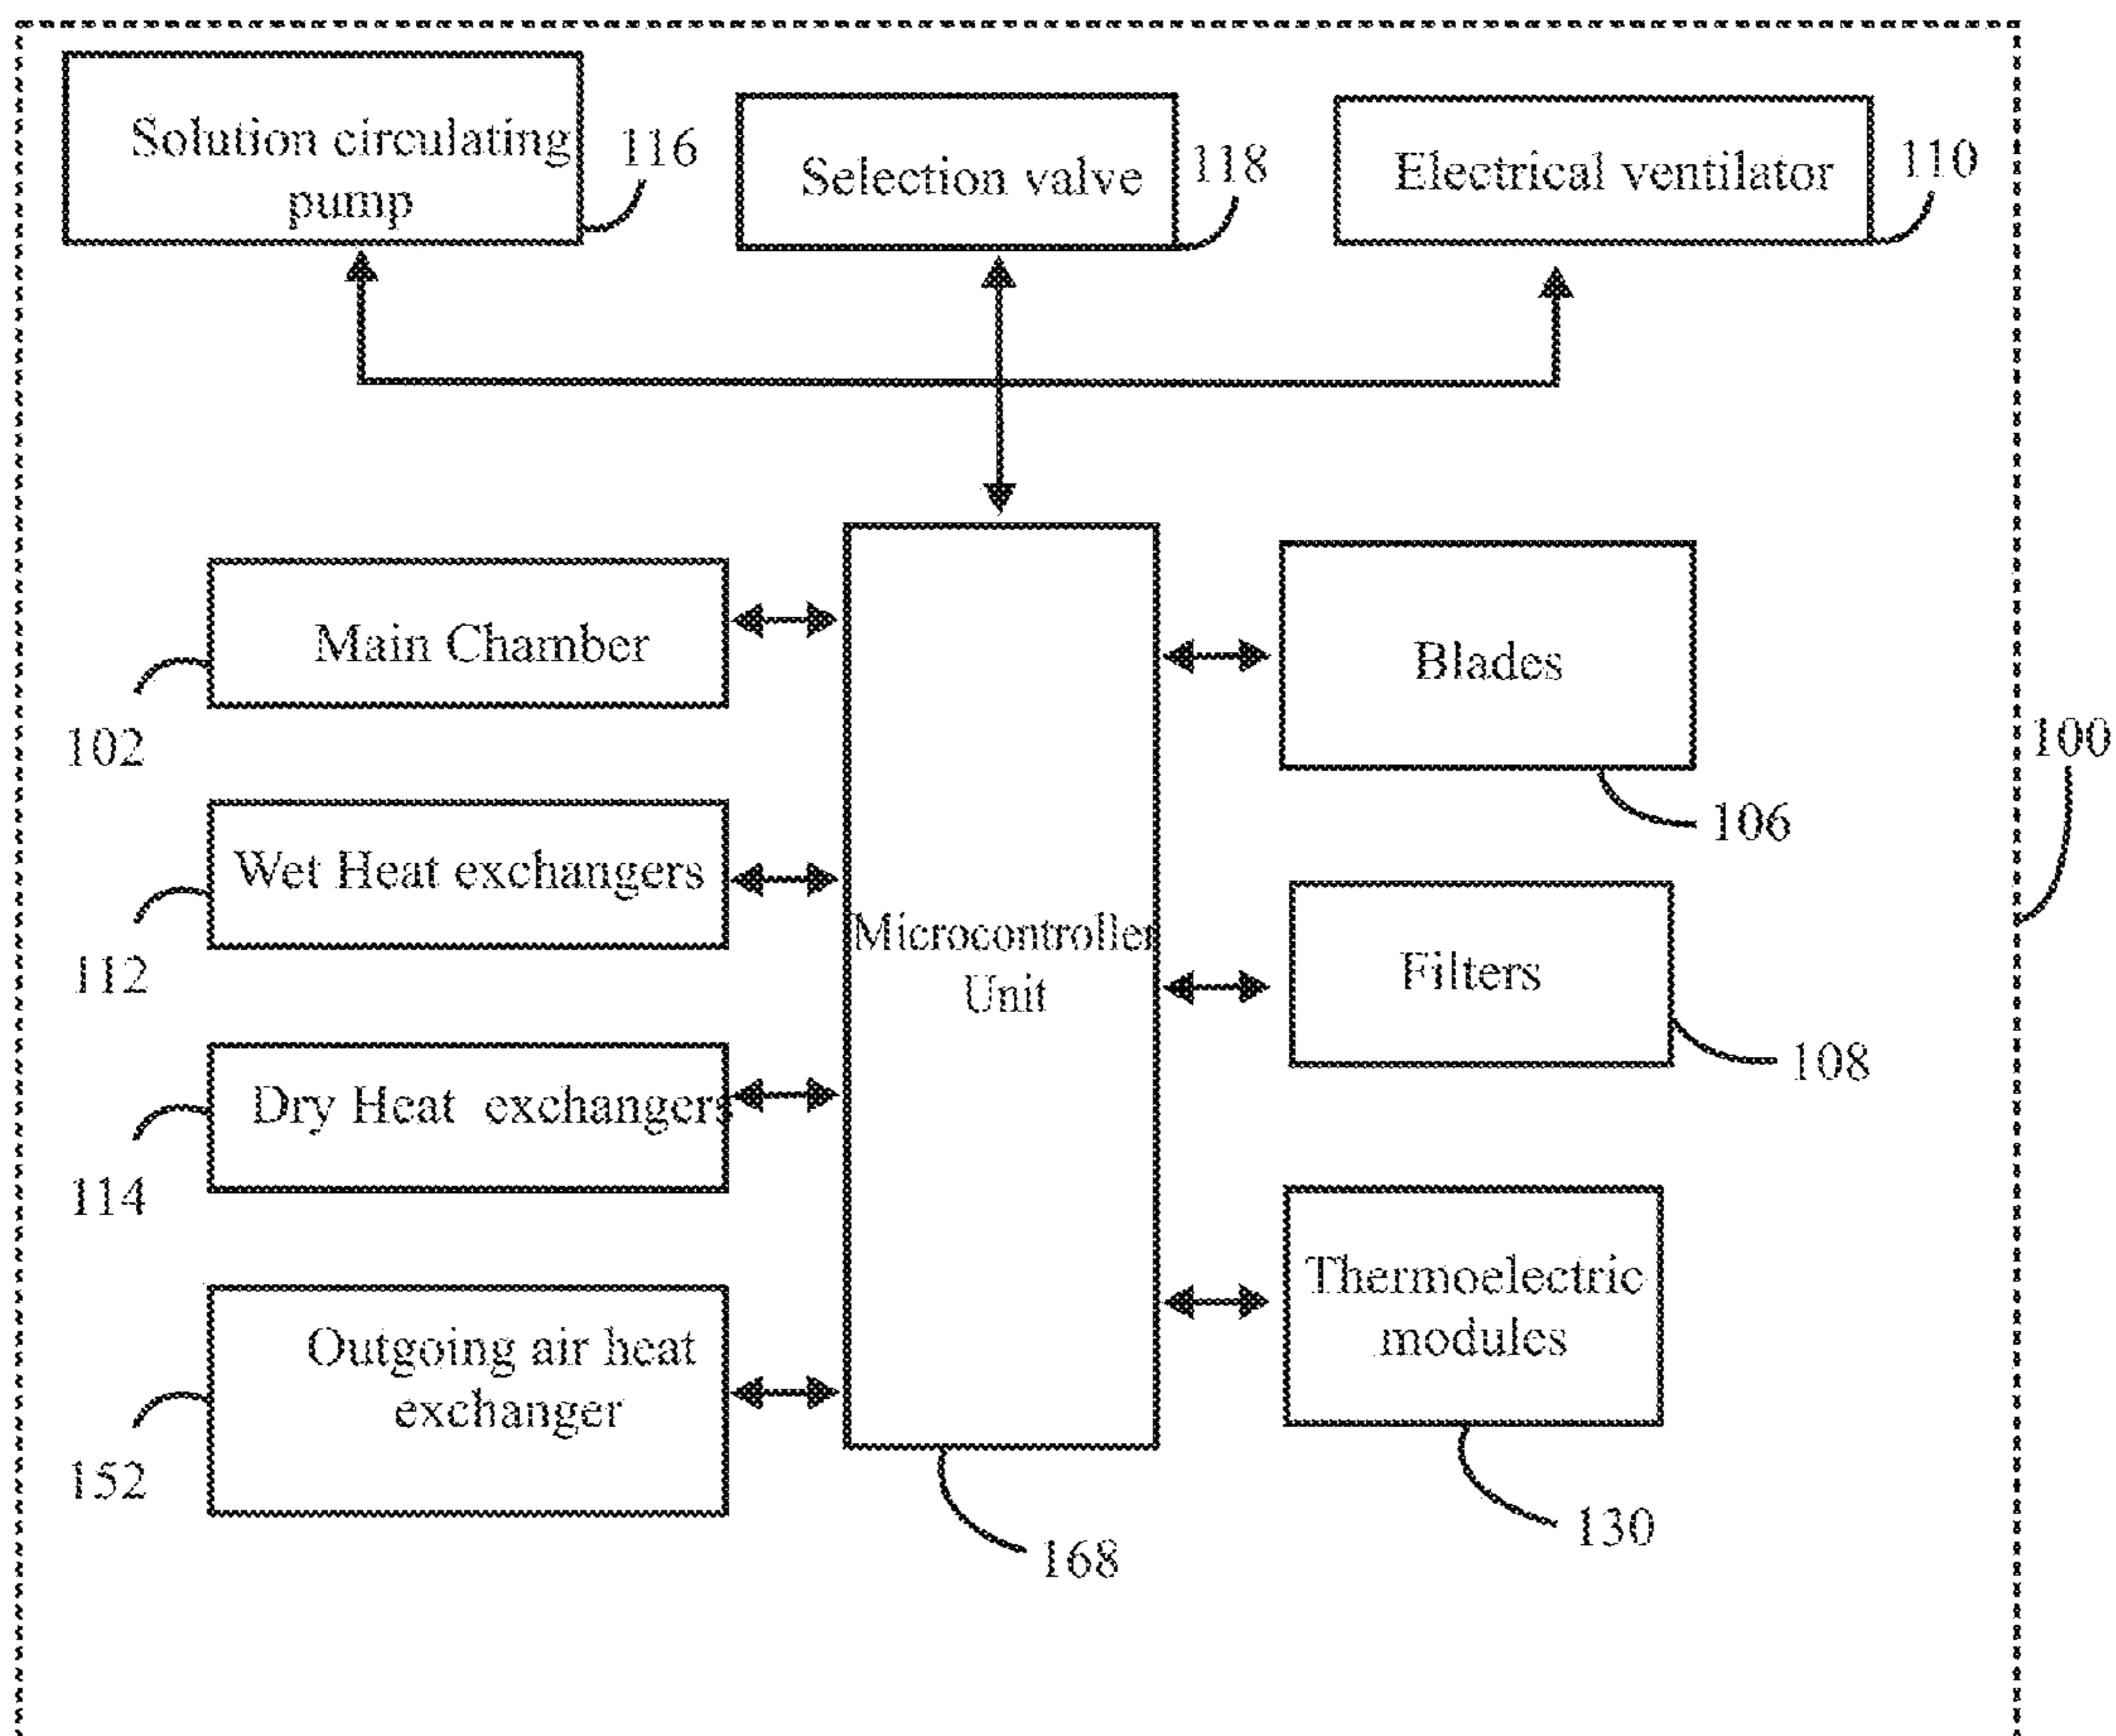 Solution circulating
pump
116
Selection valve
118
Electrical ventilator
110
Main Chamber
102
Wet Heat exchangers
112
Dry Heat exchangers
114
Outgoing air heat
exchanger
152
Microcontroller
Unit
168
Blades
106
Filters
108
Thermoelectric
modules
130
100